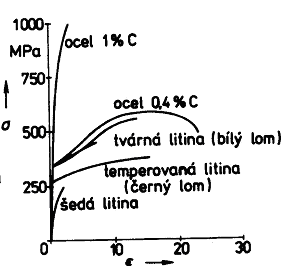 1000
MPa
ocel 1% C
750
σ
ocel 0,4 % C
500
tvárná litina (bílý lom)
temperovaná litina
(černý lom)
250
šedá litina
0
0
10
20
30
ε